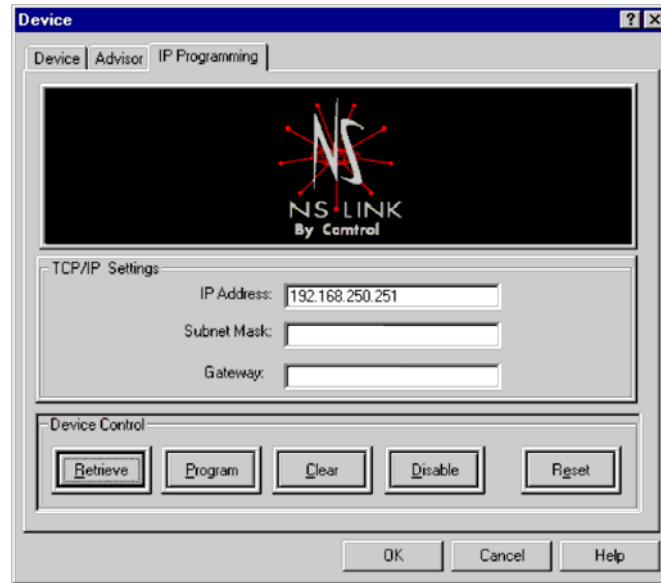 Device
Device Advisor IP Programming
NS LINK
By Comtrol
TCP/IP Settings
IP Address: 192.168.250.251
Subnet Mask:
Gateway:
Device Control
Retrieve Program Clear Disable Reset
OK Cancel Help